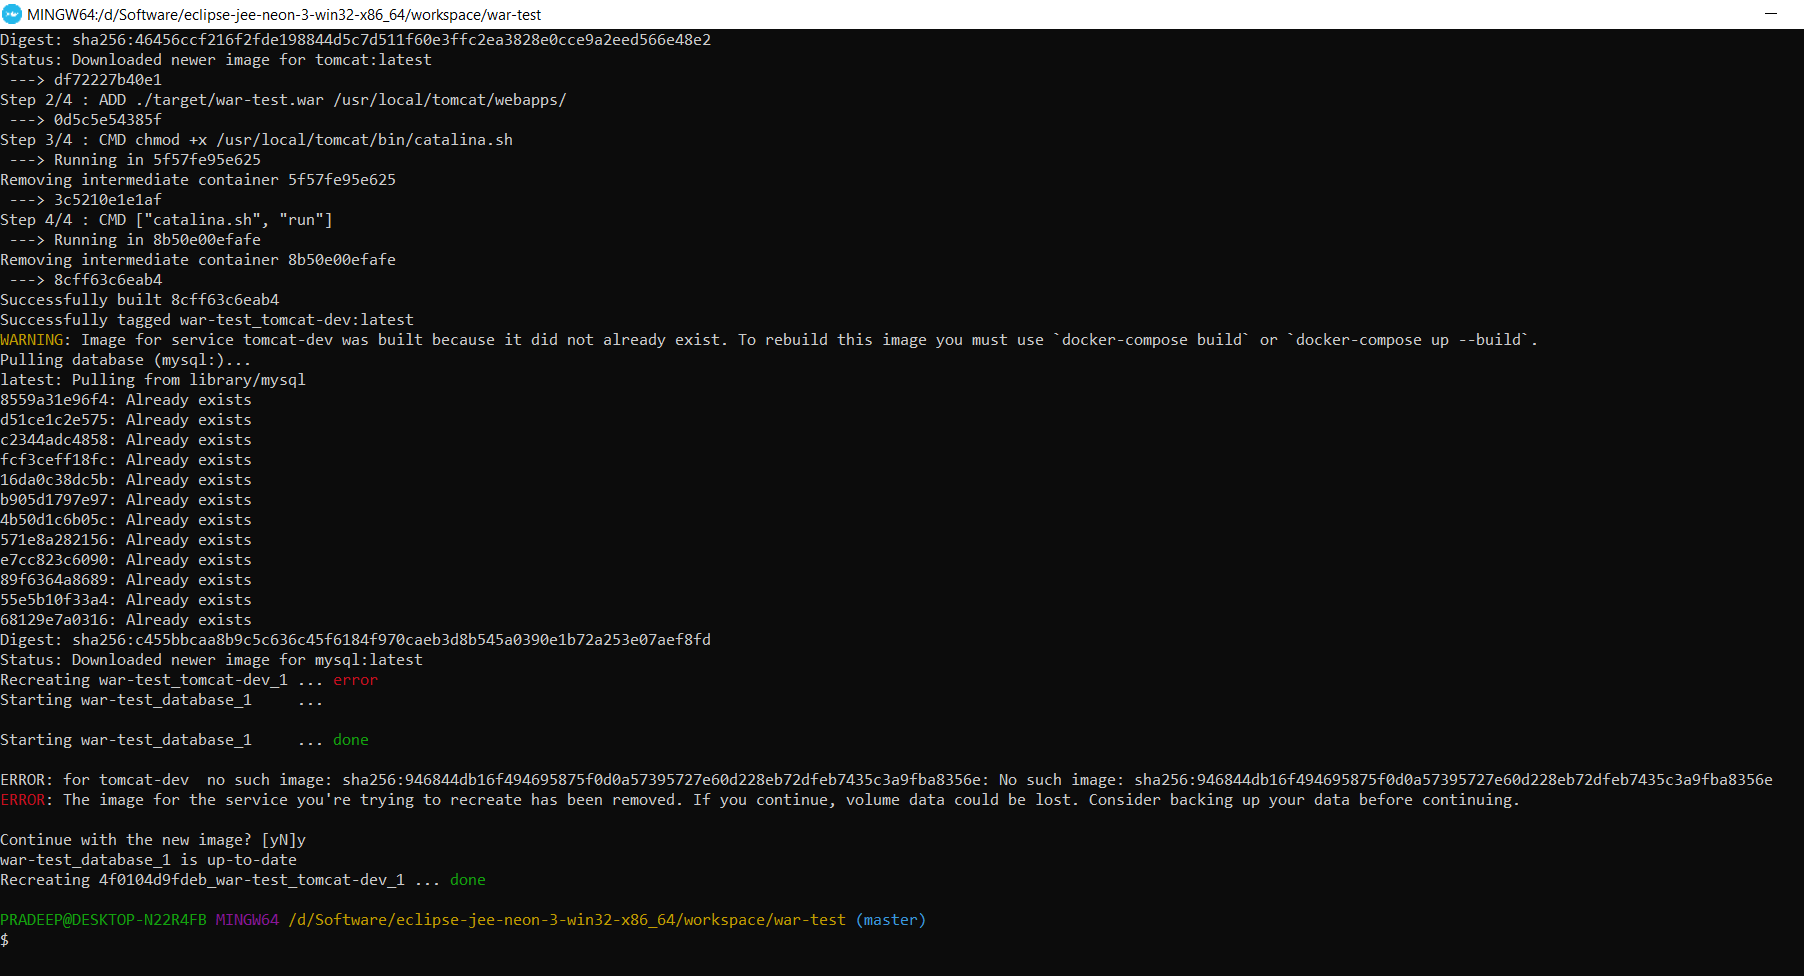 MINGW64:/d/Software/eclipse-jee-neon-3-win32-x86_64/workspace/war-test
Digest: sha256:46456ccf216f2fde198844d5c7d511f60e3ffc2ea3828e0cce9a2eed566e48e2
Status: Downloaded newer image for tomcat:latest
 ---> df72227b40e1
Step 2/4 : ADD ./target/war-test.war /usr/local/tomcat/webapps/
 ---> 0d5c5e54385f
Step 3/4 : CMD chmod +x /usr/local/tomcat/bin/catalina.sh
 ---> Running in 5f57fe95e625
Removing intermediate container 5f57fe95e625
 ---> 3c5210e1e1af
Step 4/4 : CMD ["catalina.sh", "run"]
 ---> Running in 8b50e00efafe
Removing intermediate container 8b50e00efafe
 ---> 8cff63c6eab4
Successfully built 8cff63c6eab4
Successfully tagged war-test_tomcat-dev:latest
WARNING: Image for service tomcat-dev was built because it did not already exist. To rebuild this image you must use `docker-compose build` or `docker-compose up --build`.
Pulling database (mysql:)...
latest: Pulling from library/mysql
8559a31e96f4: Already exists
d51ce1c2e575: Already exists
c2344adc4858: Already exists
fcf3ceff18fc: Already exists
16da0c38dc5b: Already exists
b905d1797e97: Already exists
4b50d1c6b05c: Already exists
571e8a282156: Already exists
e7cc823c6090: Already exists
89f6364a8689: Already exists
55e5b10f33a4: Already exists
68129e7a0316: Already exists
Digest: sha256:c455bbcaa8b9c5c636c45f6184f970caeb3d8b545a0390e1b72a253e07aef8fd
Status: Downloaded newer image for mysql:latest
Recreating war-test_tomcat-dev_1 ... error
Starting war-test_database_1     ...
Starting war-test_database_1     ... done
ERROR: for tomcat-dev  no such image: sha256:946844db16f494695875f0d0a57395727e60d228eb72dfeb7435c3a9fba8356e: No such image: sha256:946844db16f494695875f0d0a57395727e60d228eb72dfeb7435c3a9fba8356e
ERROR: The image for the service you're trying to recreate has been removed. If you continue, volume data could be lost. Consider backing up your data before continuing.
Continue with the new image? [yN]y
war-test_database_1 is up-to-date
Recreating 4f0104d9fdeb_war-test_tomcat-dev_1 ... done
PRADEEP@DESKTOP-N22R4FB MINGW64 /d/Software/eclipse-jee-neon-3-win32-x86_64/workspace/war-test (master)
$